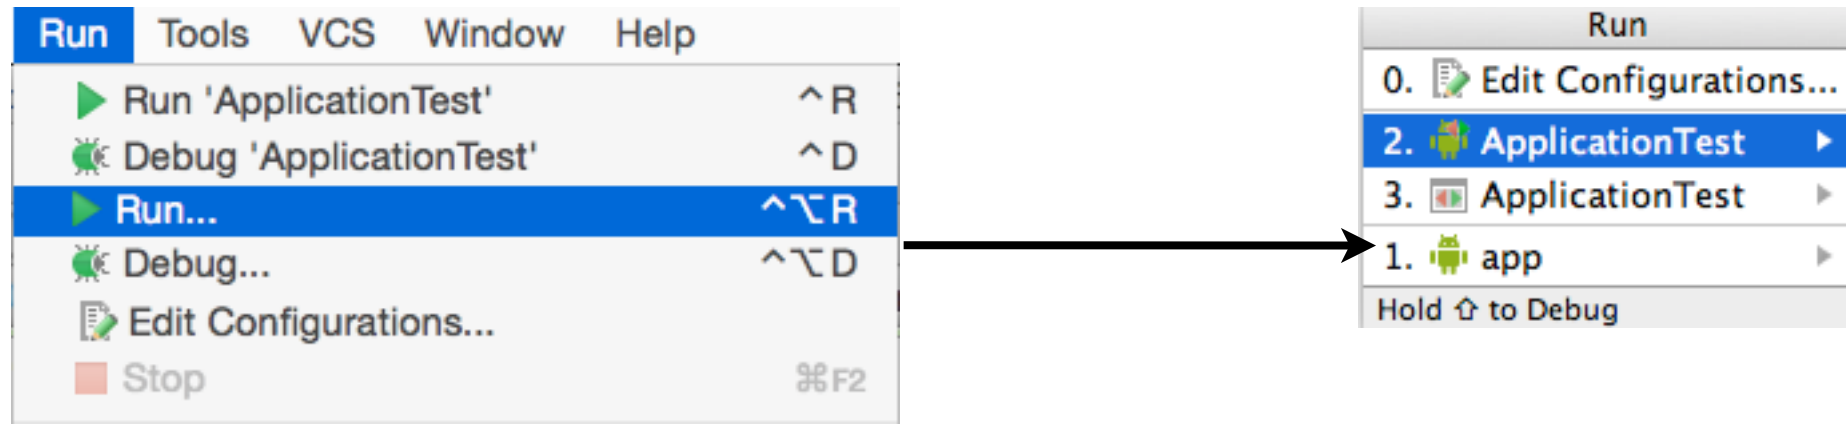 Run Tools VCS Window Help
Run 'ApplicationTest' ^R
Debug 'ApplicationTest' ^D
Run... ^⌥R
Debug... ^⌥D
Edit Configurations...
Stop ⌘F2
Run
0. Edit Configurations...
2. ApplicationTest
3. ApplicationTest
1. app
Hold ⇧ to Debug